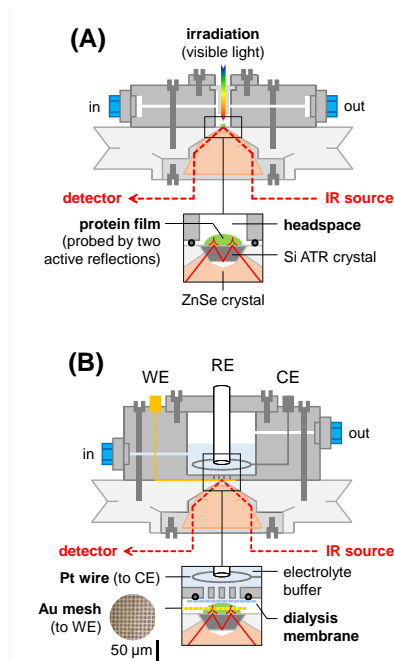 (A)
irradiation
(visible light)
in
out
detector
IR source
protein film
(probed by two
active reflections)
headspace
Si ATR crystal
ZnSe crystal
(B)
WE
RE
CE
in
out
detector
IR source
Pt wire (to CE)
electrolyte
buffer
Au mesh
(to WE)
dialysis
membrane
50 µm